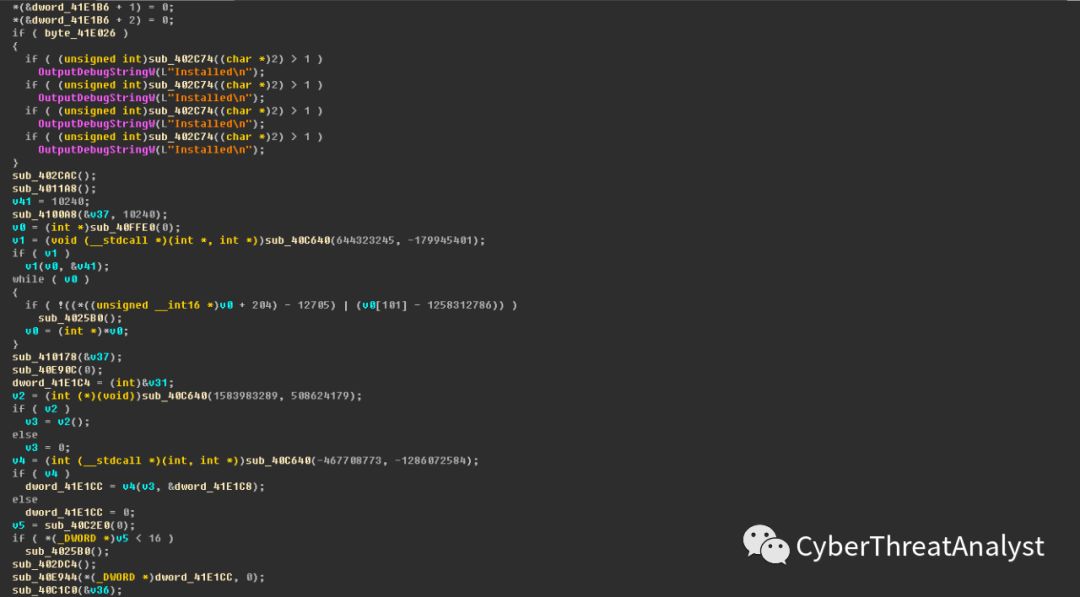 *(&dword_41E1B6 + 1) = 0;
*(&dword_41E1B6 + 2) = 0;
if ( byte_41E026 )
{
  if ( (unsigned int)sub_402C74((char *)2) > 1 )
    OutputDebugStringW(L"Installed\n");
  if ( (unsigned int)sub_402C74((char *)2) > 1 )
    OutputDebugStringW(L"Installed\n");
  if ( (unsigned int)sub_402C74((char *)2) > 1 )
    OutputDebugStringW(L"Installed\n");
  if ( (unsigned int)sub_402C74((char *)2) > 1 )
    OutputDebugStringW(L"Installed\n");
}
sub_402CAC();
sub_4011A8();
v41 = 10240;
sub_4100A8(&v37, 10240);
v0 = (int *)sub_40FFE0(0);
v1 = (void (__stdcall *)(int *, int *))sub_40C640(644323245, -179945401);
if ( v1 )
  v1(v0, &v41);
while ( v0 )
{
  if ( !((*((unsigned __int16 *)v0 + 204) - 12705) | (v0[101] - 1258312786)) )
    sub_4025B0();
  v0 = (int *)*v0;
}
sub_410178(&v37);
sub_40E90C(0);
dword_41E1C4 = (int)&v31;
v2 = (int (*)(void))sub_40C640(1583983289, 508624179);
if ( v2 )
  v3 = v2();
else
  v3 = 0;
v4 = (int (__stdcall *)(int, int *))sub_40C640(-467708773, -1286072584);
if ( v4 )
  dword_41E1CC = v4(v3, &dword_41E1C8);
else
  dword_41E1CC = 0;
v5 = sub_40C2E0(0);
if ( *(_DWORD *)v5 < 16 )
  sub_4025B0();
sub_402DC4();
sub_40E944(*(_DWORD *)dword_41E1CC, 0);
sub_40C1C0(&v36);
CyberThreatAnalyst